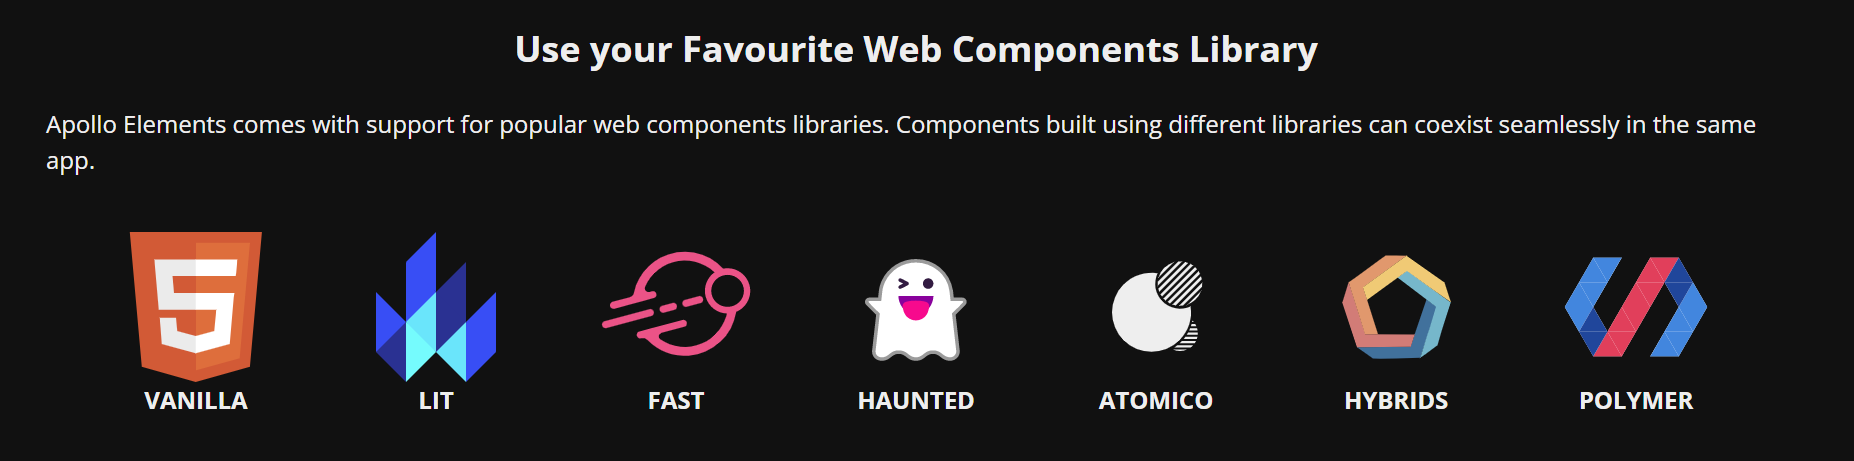 Use your Favourite Web Components Library
Apollo Elements comes with support for popular web components libraries. Components built using different libraries can coexist seamlessly in the same
app.
5
VANILLA
LIT
FAST
HAUNTED
ATOMICO
HYBRIDS
POLYMER